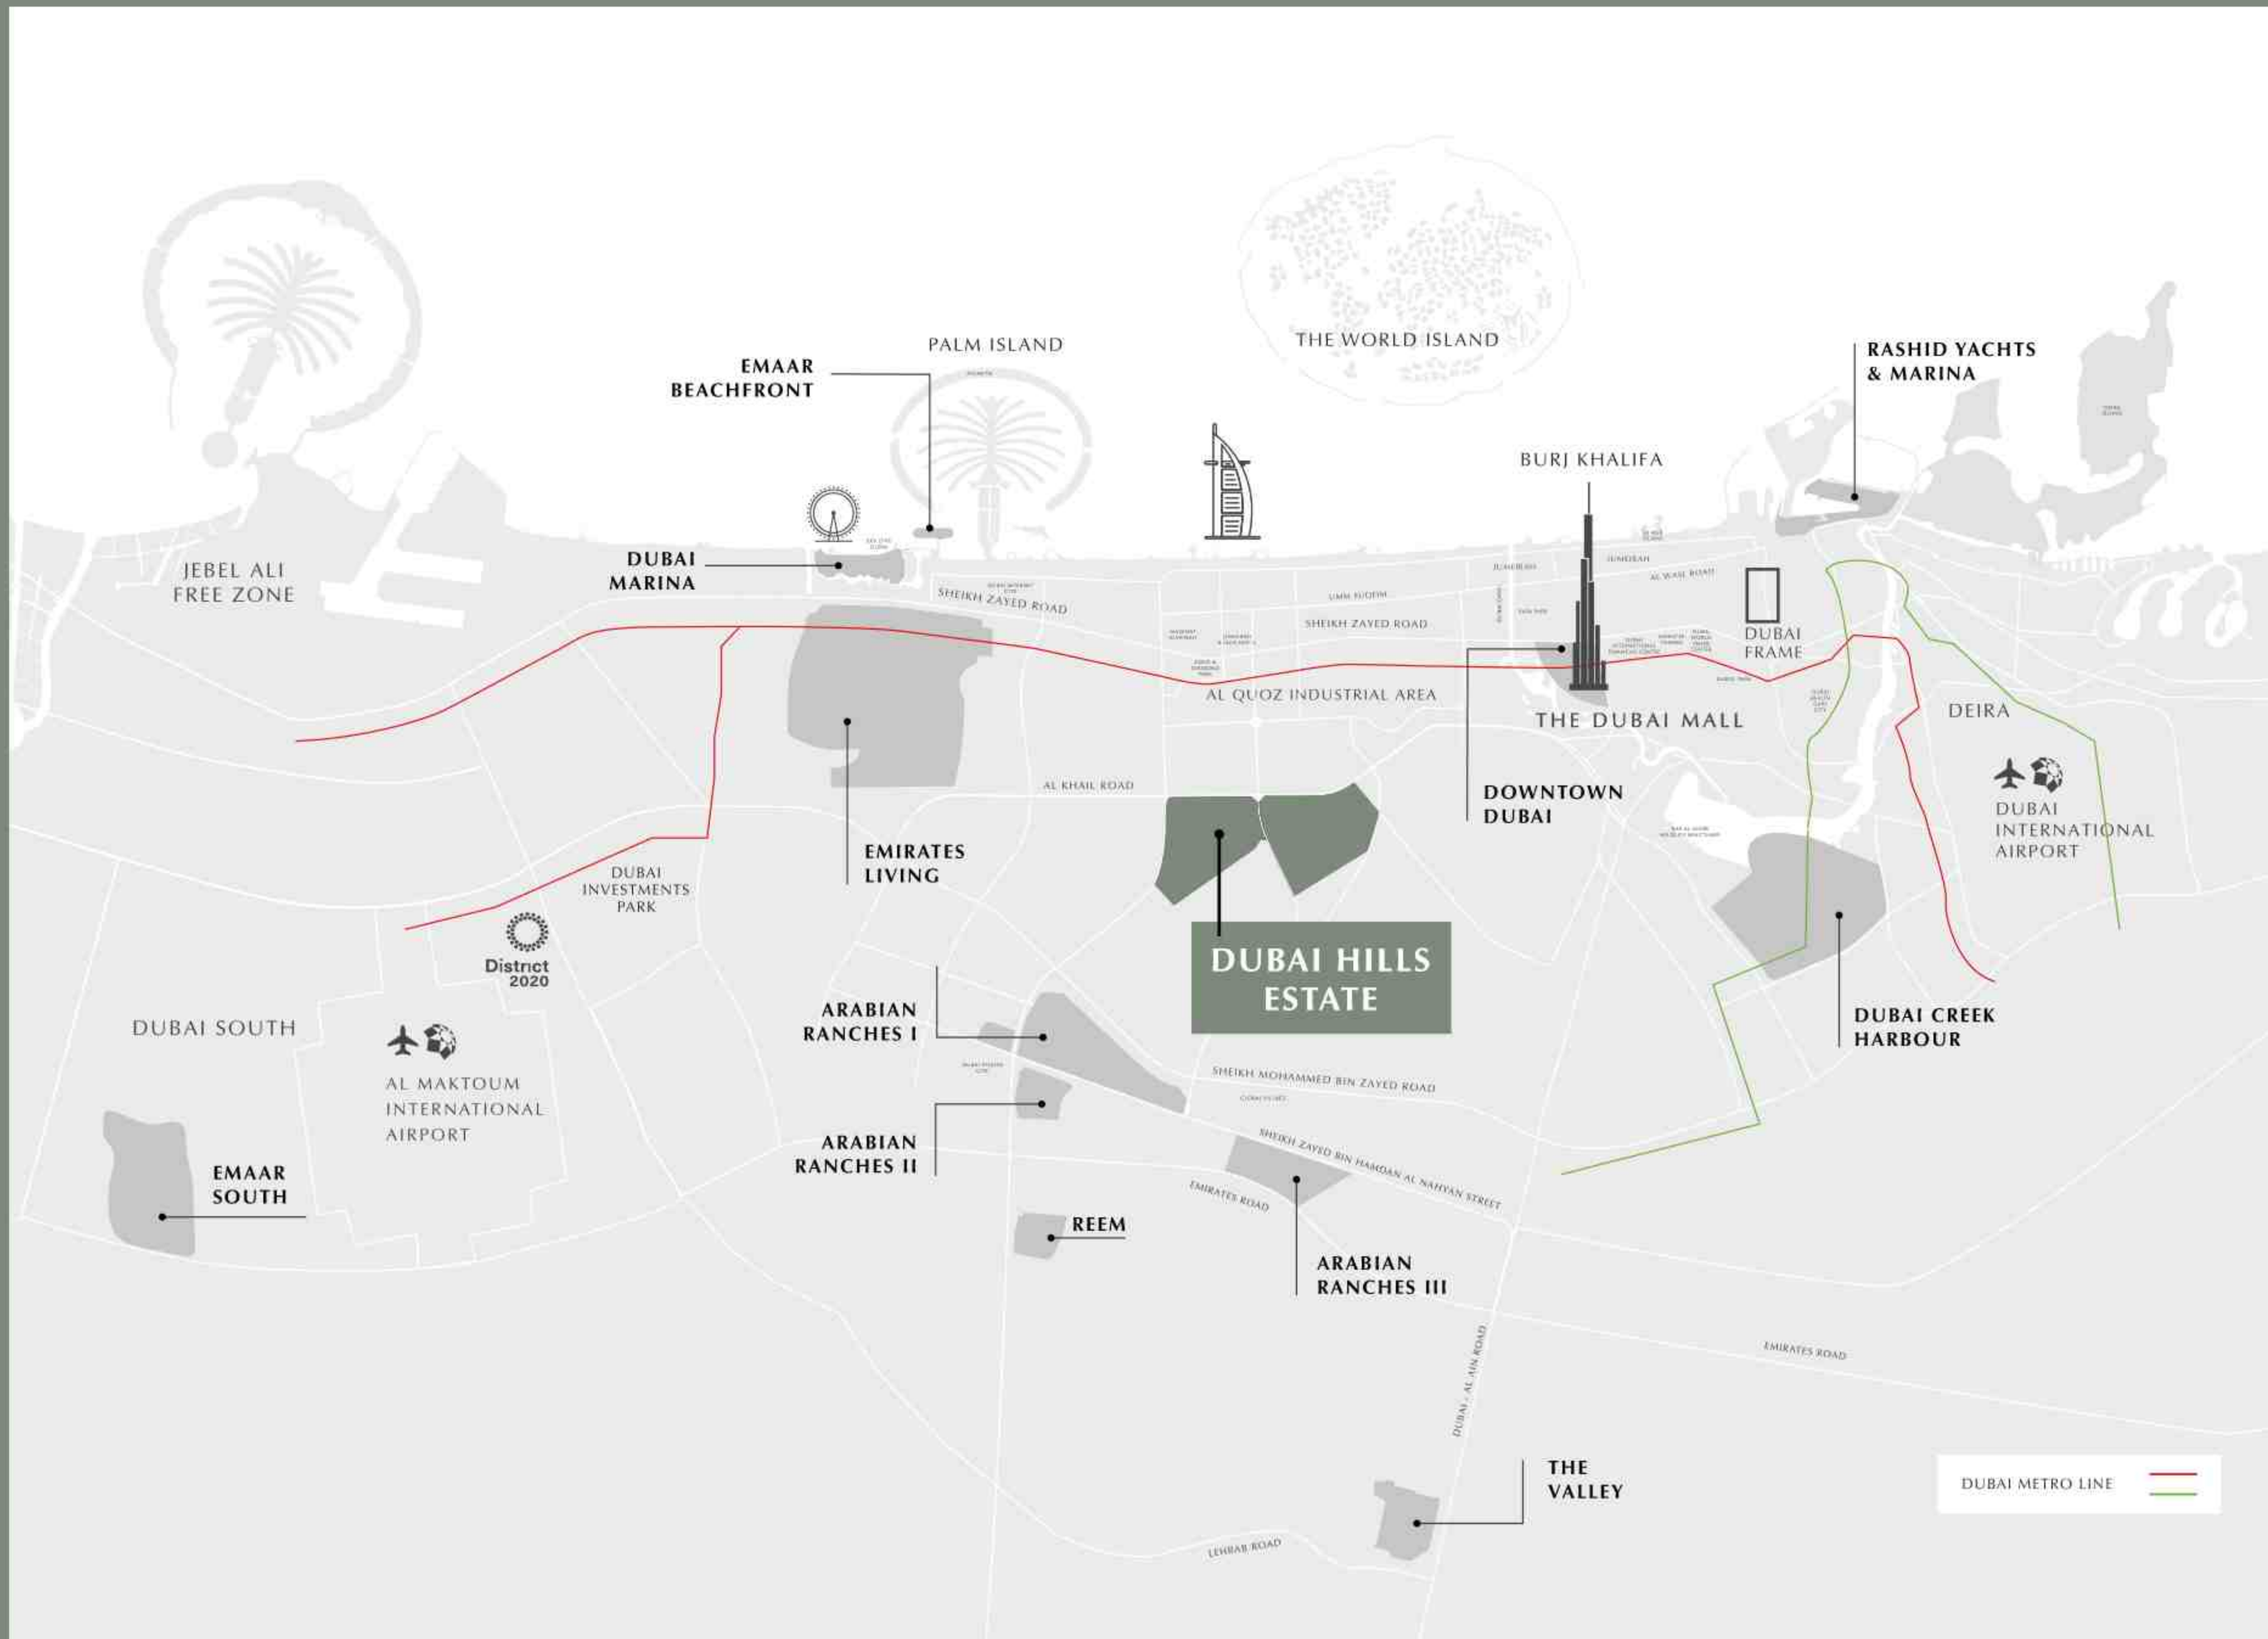 PALM ISLAND
THE WORLD ISLAND
EMAAR
BEACHFRONT
RASHID YACHTS
& MARINA
BURJ KHALIFA
JEBEL ALI
FREE ZONE
DUBAI
MARINA
SHEIKH ZAYED ROAD
UMM SUQEIM
SHEIKH ZAYED ROAD
JUMEIRAH
JUMEIRAH
AL WASL ROAD
DUBAI
FRAME
AL QUOZ INDUSTRIAL AREA
THE DUBAI MALL
DEIRA
AL KHAIL ROAD
DOWNTOWN
DUBAI
DUBAI
INTERNATIONAL
AIRPORT
EMIRATES
LIVING
DUBAI
INVESTMENTS
PARK
District
2020
DUBAI HILLS
ESTATE
ARABIAN
RANCHES I
DUBAI CREEK
HARBOUR
DUBAI SOUTH
AL MAKTOUM
INTERNATIONAL
AIRPORT
SHEIKH MOHAMMED BIN ZAYED ROAD
ARABIAN
RANCHES II
SHEIKH ZAYED BIN HAMDAN AL NAHYAN STREET
EMIRATES ROAD
EMAAR
SOUTH
REEM
ARABIAN
RANCHES III
EMIRATES ROAD
DUBAI - AL AIN ROAD
THE
VALLEY
LEHBAB ROAD
DUBAI METRO LINE